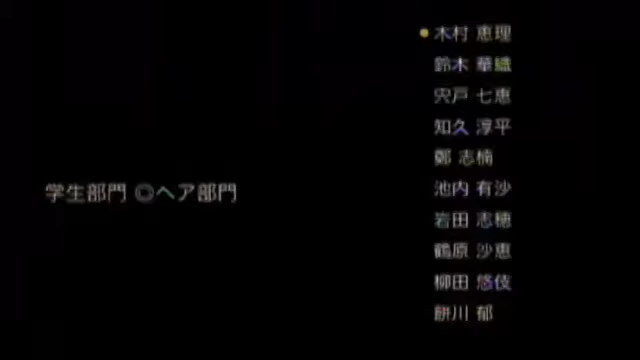 学生部門 ◎ヘア部門
木村 恵理
鈴木 華織
宍戸 七恵
知久 淳平
鄭 志楠
池内 有沙
岩田 志穂
鶴原 沙恵
柳田 悠伎
餅川 郁